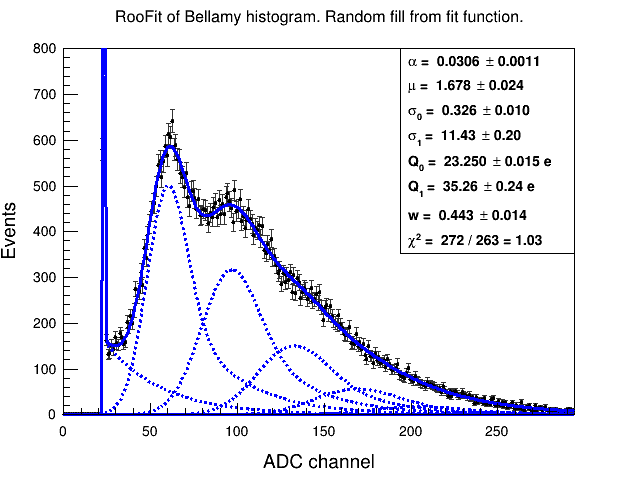 RooFit of Bellamy histogram. Random fill from fit function.
α = 0.0306 ± 0.0011
μ = 1.678 ± 0.024
σ₀ = 0.326 ± 0.010
σ₁ = 11.43 ± 0.20
Q₀ = 23.250 ± 0.015 e
Q₁ = 35.26 ± 0.24 e
w = 0.443 ± 0.014
χ² = 272 / 263 = 1.03
Events
800
700
600
500
400
300
200
100
0
0 50 100 150 200 250
ADC channel